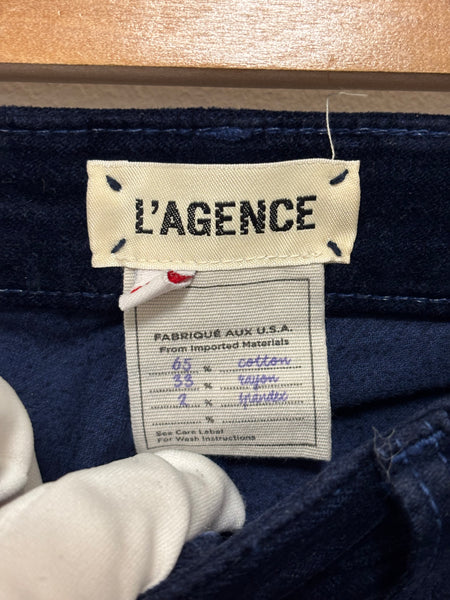 L'AGENCE
FABRIQUÉ AUX U.S.A.
From Imported Materials
65 % cotton
33 % rayon
2 % spandex
%
See Care Label
For Wash Instructions